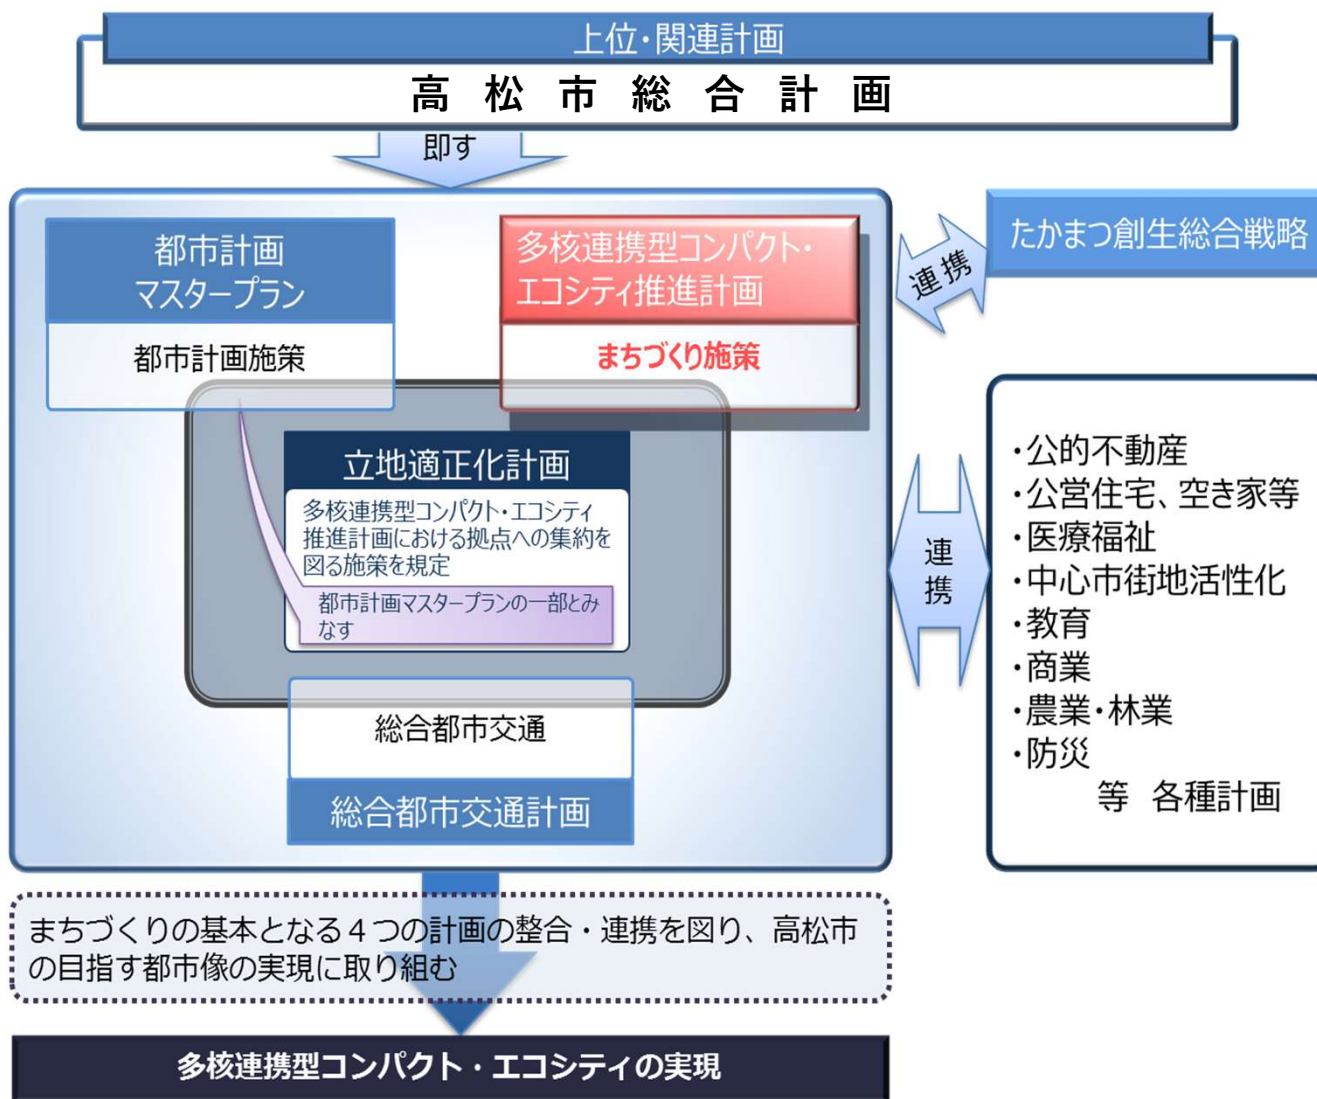 上位・関連計画
高松市総合計画
即す
都市計画
マスタープラン
都市計画施策
多核連携型コンパクト・
エコシティ推進計画
まちづくり施策
連携
たかまつ創生総合戦略
立地適正化計画
多核連携型コンパクト・エコシティ
推進計画における拠点への集約を
図る施策を規定
都市計画マスタープランの一部とみ
なす
総合都市交通
総合都市交通計画
連
携
・公的不動産
・公営住宅、空き家等
・医療福祉
・中心市街地活性化
・教育
・商業
・農業・林業
・防災
等　各種計画
まちづくりの基本となる４つの計画の整合・連携を図り、高松市
の目指す都市像の実現に取り組む
多核連携型コンパクト・エコシティの実現